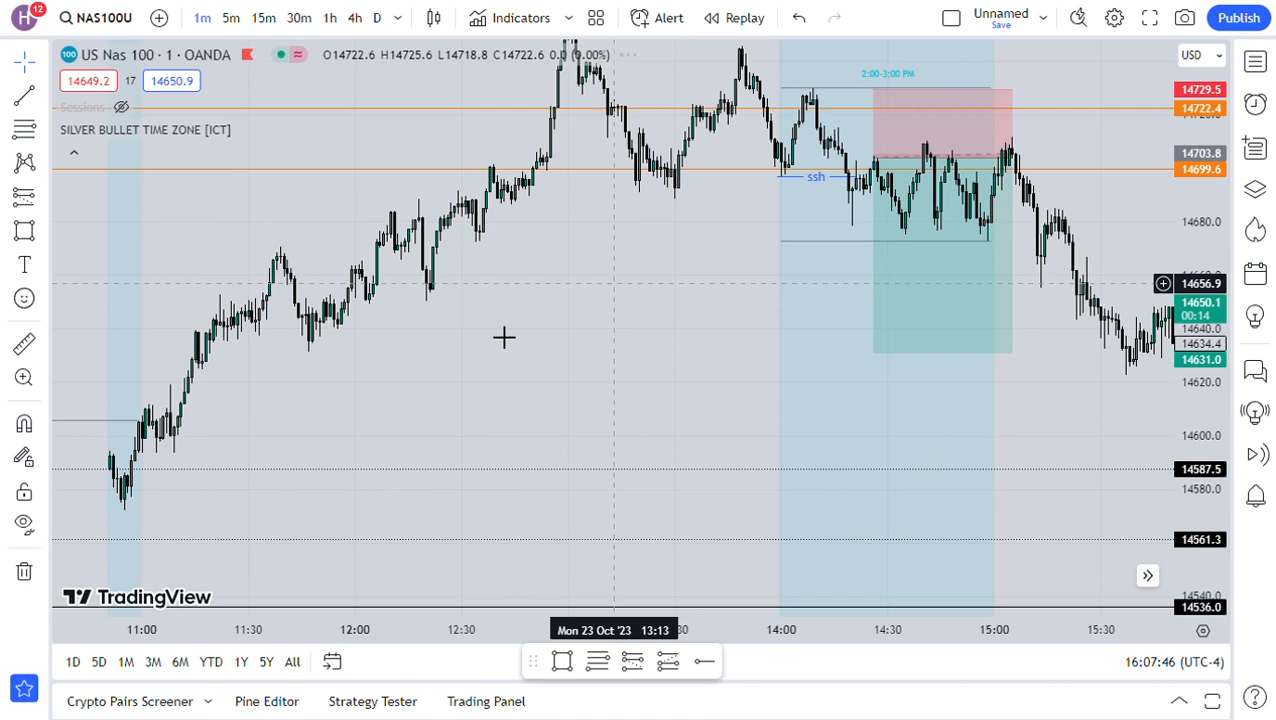 H 12 NAS100U 1m 5m 15m 30m 1h 4h D Indicators Alert Replay Unnamed Save Publish
100 US Nas 100 · 1 · OANDA O14722.6 H14725.6 L14718.8 C14722.6 0.0 (0.00%)
USD
14649.2 17 14650.9
2:00-3:00 PM
14729.5
Sessions
14722.4
SILVER BULLET TIME ZONE [ICT]
14703.8
14699.6
ssh
14680.0
14656.9
14650.1
00:14
14640.0
14634.4
14631.0
14620.0
14600.0
14587.5
14580.0
14561.3
TradingView
14540.0
14536.0
11:00 11:30 12:00 12:30 Mon 23 Oct '23 13:13 :30 14:00 14:30 15:00 15:30
1D 5D 1M 3M 6M YTD 1Y 5Y All 16:07:46 (UTC-4)
Crypto Pairs Screener Pine Editor Strategy Tester Trading Panel